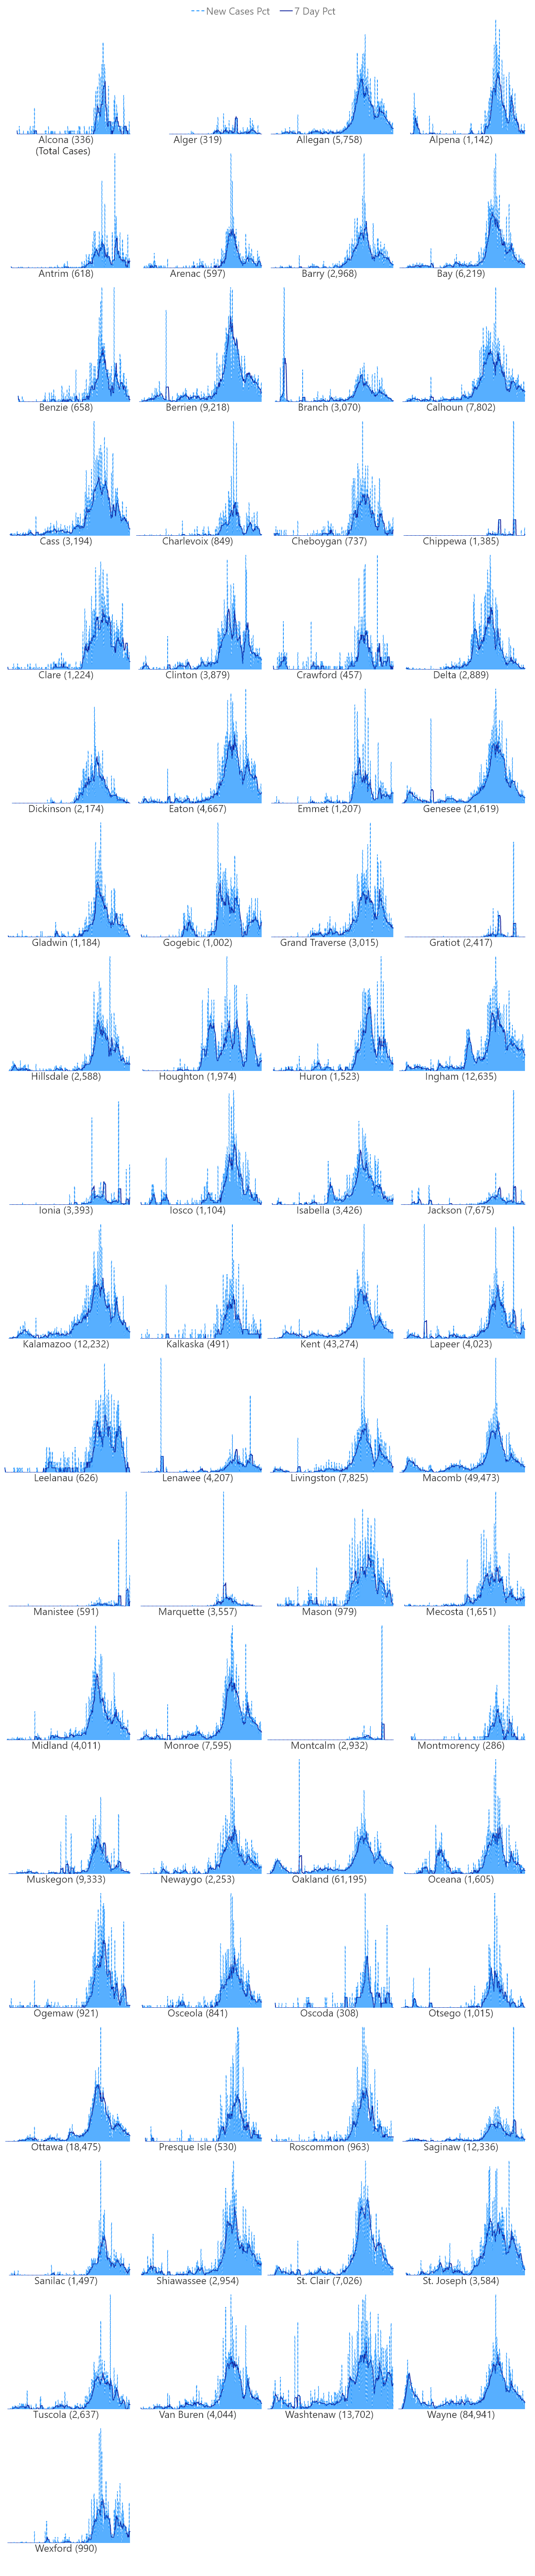 New Cases Pct 7 Day Pct
Alcona (336) Alger (319) Allegan (5,758) Alpena (1,142)
(Total Cases)
Antrim (618) Arenac (597) Barry (2,968) Bay (6,219)
Benzie (658) Berrien (9,218) Branch (3,070) Calhoun (7,802)
Cass (3,194) Charlevoix (849) Cheboygan (737) Chippewa (1,385)
Clare (1,224) Clinton (3,879) Crawford (457) Delta (2,889)
Dickinson (2,174) Eaton (4,667) Emmet (1,207) Genesee (21,619)
Gladwin (1,184) Gogebic (1,002) Grand Traverse (3,015) Gratiot (2,417)
Hillsdale (2,588) Houghton (1,974) Huron (1,523) Ingham (12,635)
Ionia (3,393) Iosco (1,104) Isabella (3,426) Jackson (7,675)
Kalamazoo (12,232) Kalkaska (491) Kent (43,274) Lapeer (4,023)
Leelanau (626) Lenawee (4,207) Livingston (7,825) Macomb (49,473)
Manistee (591) Marquette (3,557) Mason (979) Mecosta (1,651)
Midland (4,011) Monroe (7,595) Montcalm (2,932) Montmorency (286)
Muskegon (9,333) Newaygo (2,253) Oakland (61,195) Oceana (1,605)
Ogemaw (921) Osceola (841) Oscoda (308) Otsego (1,015)
Ottawa (18,475) Presque Isle (530) Roscommon (963) Saginaw (12,336)
Sanilac (1,497) Shiawassee (2,954) St. Clair (7,026) St. Joseph (3,584)
Tuscola (2,637) Van Buren (4,044) Washtenaw (13,702) Wayne (84,941)
Wexford (990)